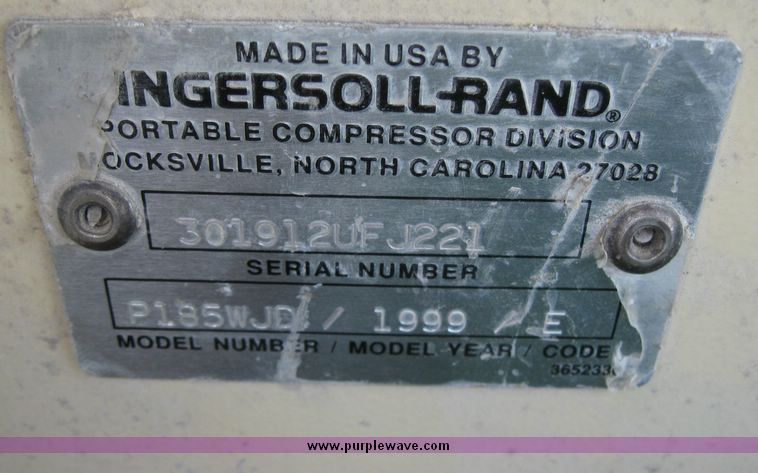 MADE IN USA BY
INGERSOLL-RAND®
PORTABLE COMPRESSOR DIVISION
MOCKSVILLE, NORTH CAROLINA 27028
301912UFJ221
SERIAL NUMBER
P185WJD / 1999 / E
MODEL NUMBER / MODEL YEAR / CODE
www.purplewave.com